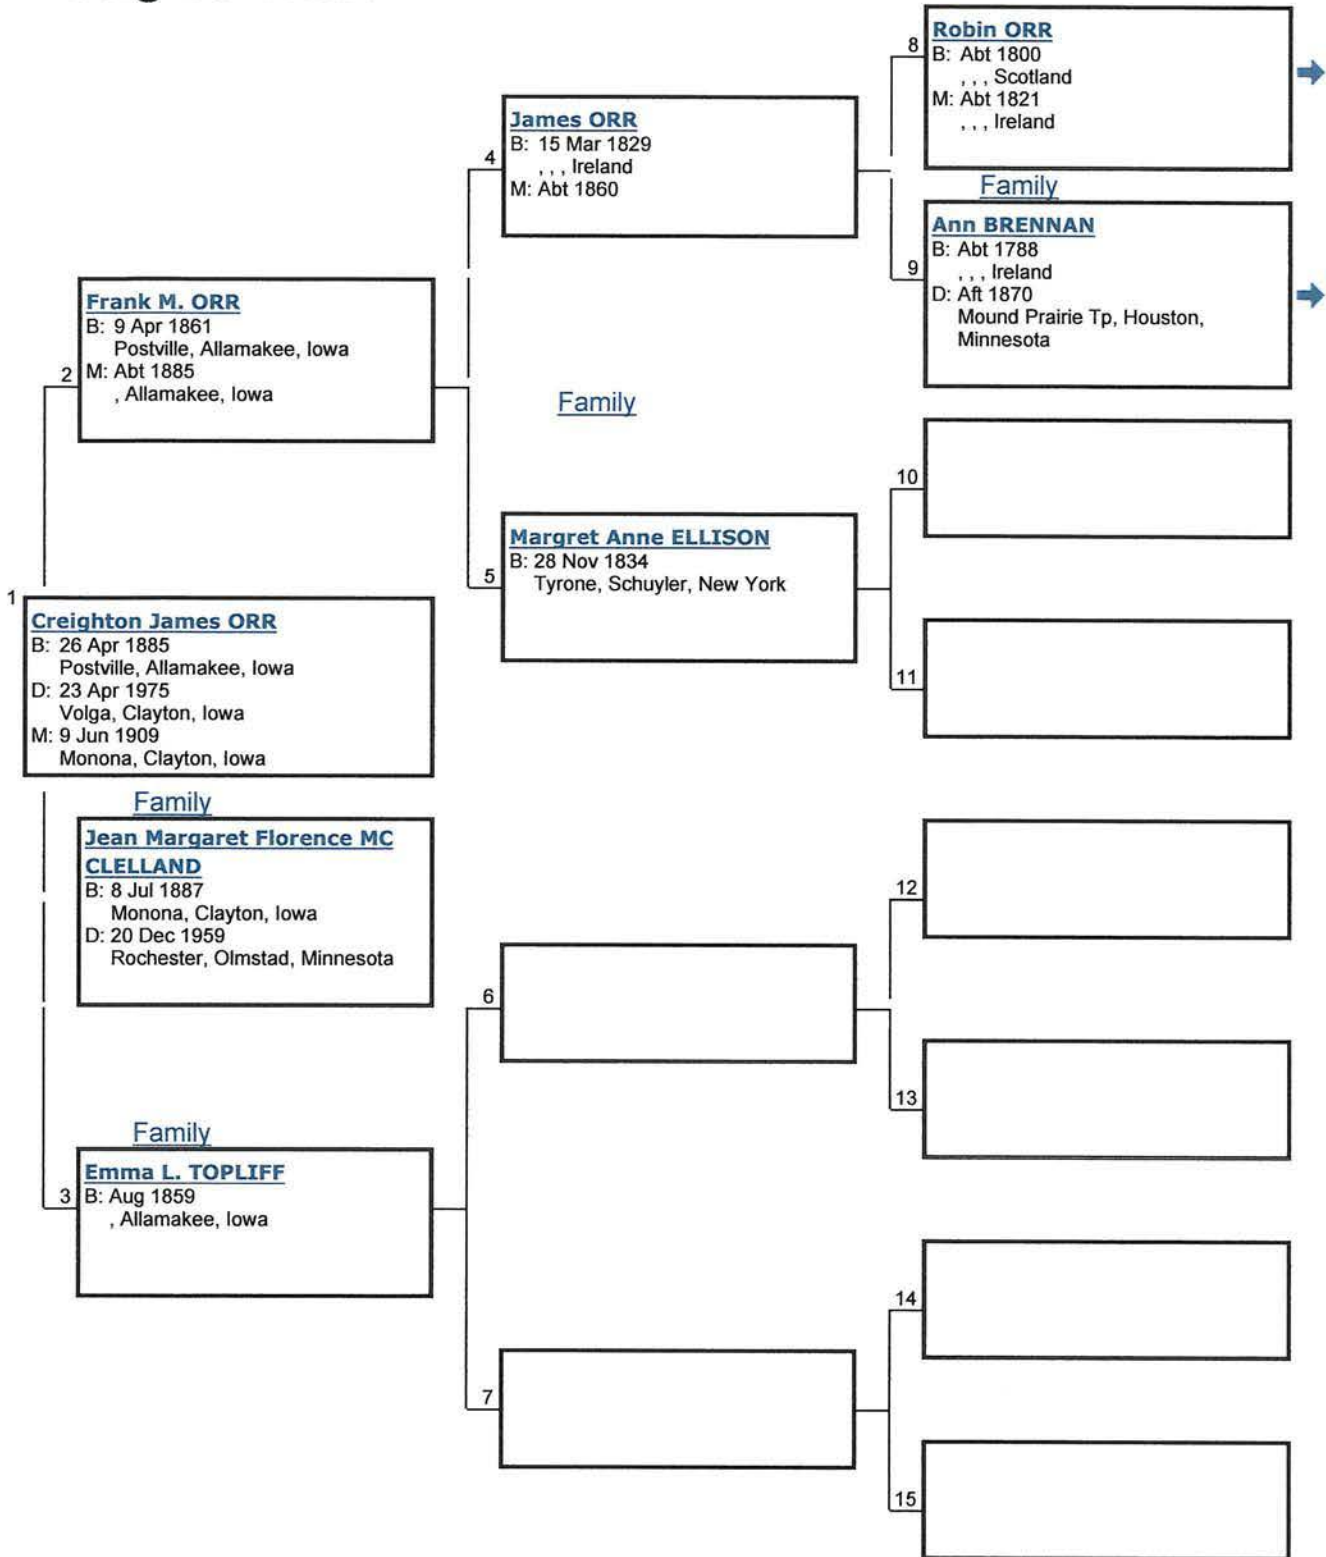 8
Robin ORR
B: Abt 1800
, , , Scotland
M: Abt 1821
, , , Ireland
4
James ORR
B: 15 Mar 1829
, , , Ireland
M: Abt 1860
Family
9
Ann BRENNAN
B: Abt 1788
, , , Ireland
D: Aft 1870
Mound Prairie Tp, Houston,
Minnesota
2
Frank M. ORR
B: 9 Apr 1861
Postville, Allamakee, Iowa
M: Abt 1885
, Allamakee, Iowa
Family
10
5
Margret Anne ELLISON
B: 28 Nov 1834
Tyrone, Schuyler, New York
11
1
Creighton James ORR
B: 26 Apr 1885
Postville, Allamakee, Iowa
D: 23 Apr 1975
Volga, Clayton, Iowa
M: 9 Jun 1909
Monona, Clayton, Iowa
Family
Jean Margaret Florence MC
CLELLAND
B: 8 Jul 1887
Monona, Clayton, Iowa
D: 20 Dec 1959
Rochester, Olmstad, Minnesota
12
6
13
Family
3
Emma L. TOPLIFF
B: Aug 1859
, Allamakee, Iowa
14
7
15